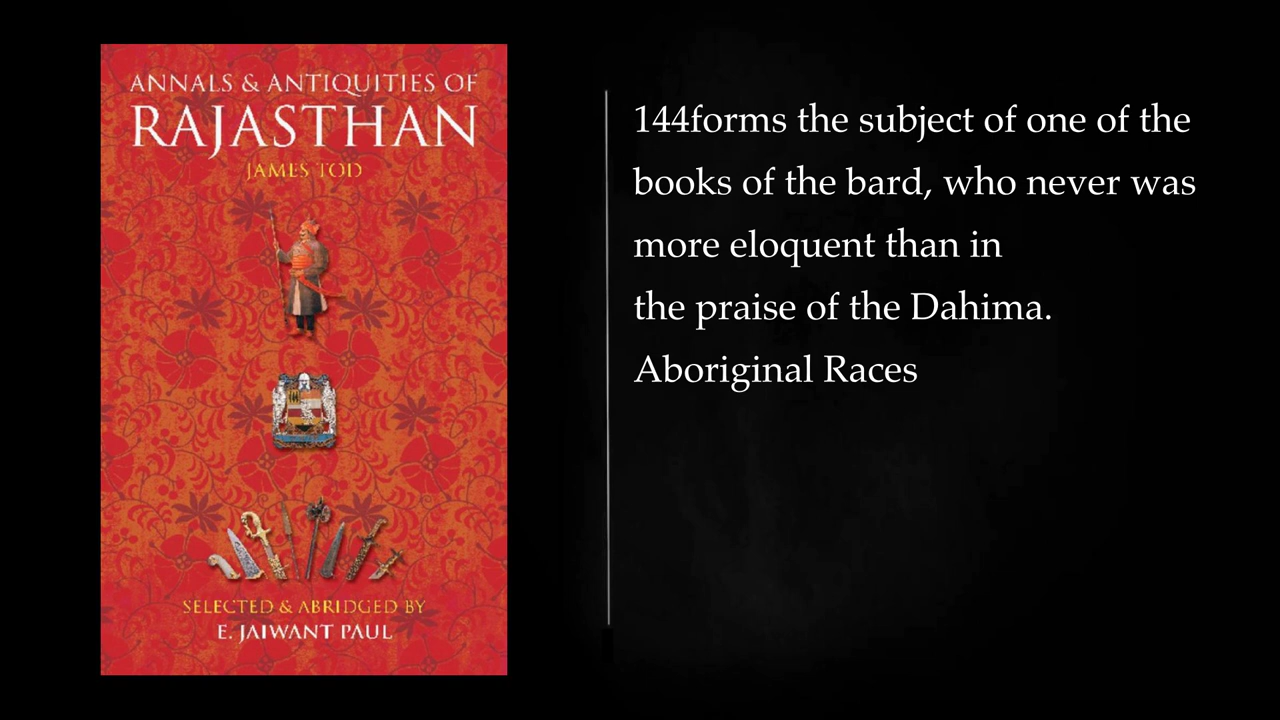 ANNALS & ANTIQUITIES OF
RAJASTHAN
JAMES TOD
SELECTED & ABRIDGED BY
E. JAIWANT PAUL
144forms the subject of one of the
books of the bard, who never was
more eloquent than in
the praise of the Dahima.
Aboriginal Races